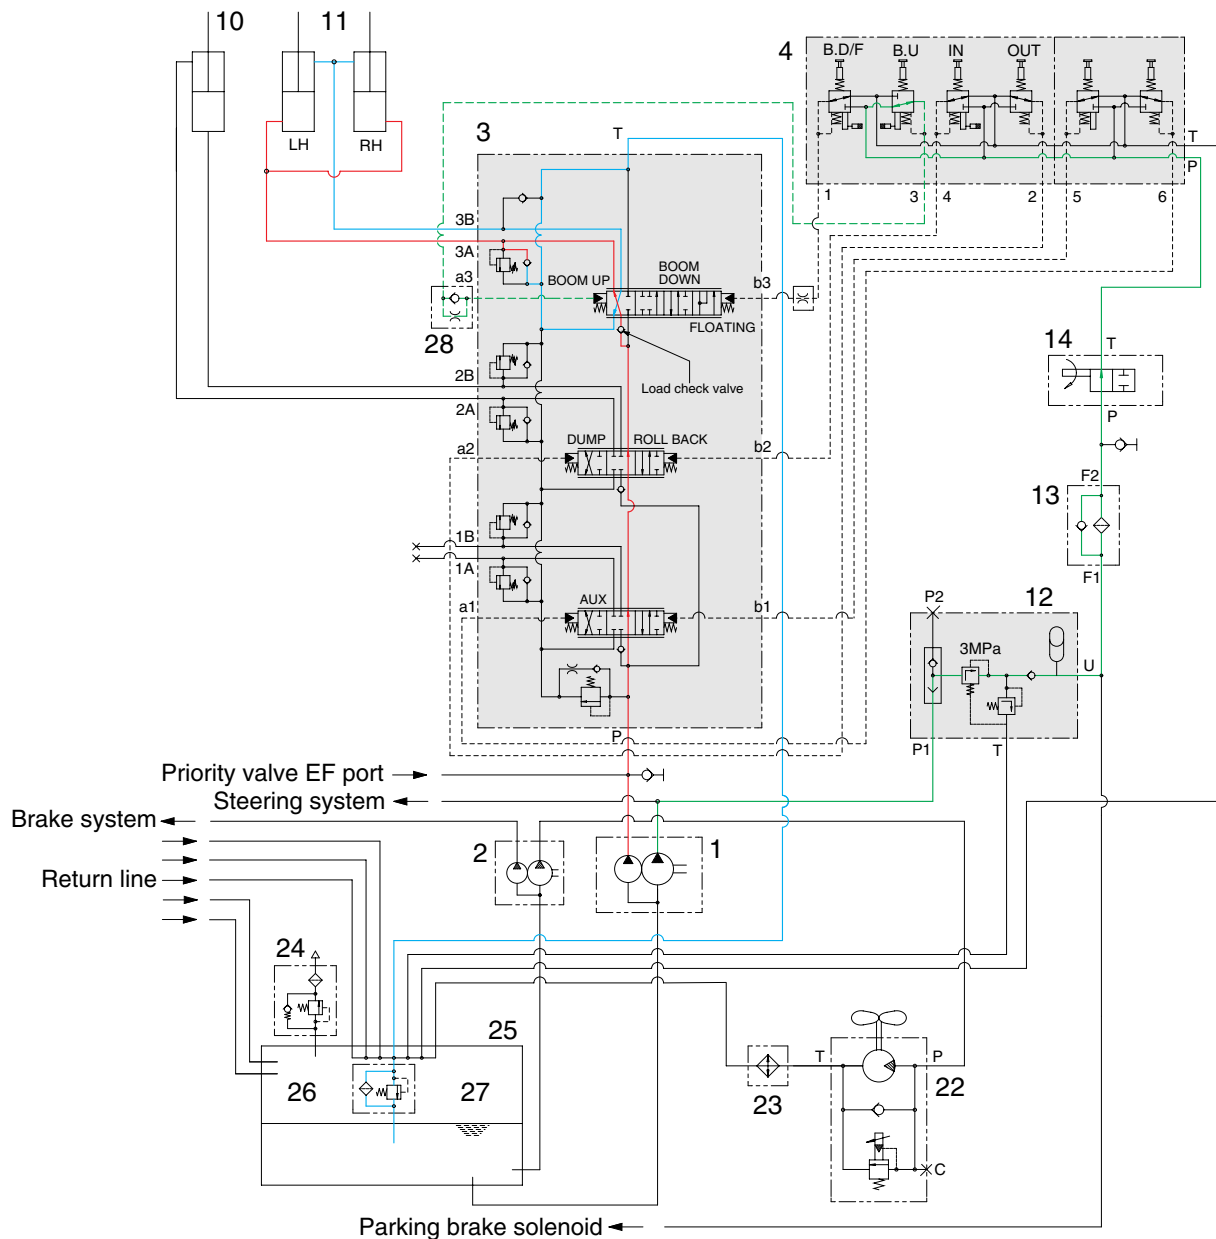 10
11
LH
RH
4
B.D/F
B.U
IN
OUT
T
P
1
3
4
2
5
6
3
T
3B
3A
a3
BOOM UP
BOOM
DOWN
b3
FLOATING
28
Load check valve
2B
2A
DUMP
ROLL BACK
a2
b2
1B
1A
AUX
a1
b1
P
14
T
P
13
F2
F1
12
P2
3MPa
U
P1
T
Priority valve EF port
Steering system
Brake system
Return line
2
1
24
25
26
27
23
T
P
22
C
Parking brake solenoid